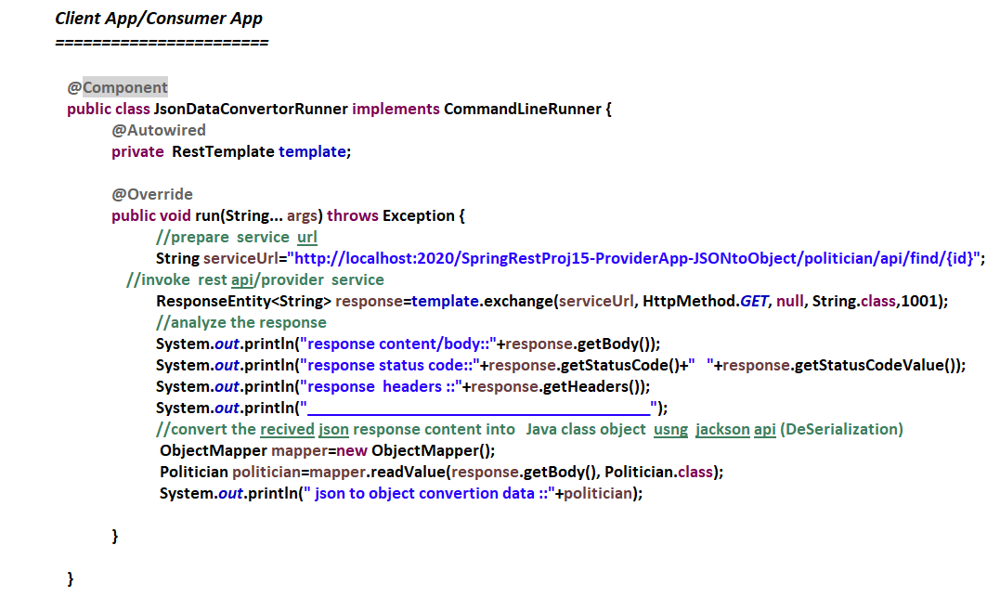 Client App/Consumer App
=======================
@Component
public class JsonDataConvertorRunner implements CommandLineRunner {
@Autowired
private RestTemplate template;
@Override
public void run(String... args) throws Exception {
//prepare service url
String serviceUrl="http://localhost:2020/SpringRestProj15-ProviderApp-JSONtoObject/politician/api/find/{id}";
//invoke rest api/provider service
ResponseEntity<String> response=template.exchange(serviceUrl, HttpMethod.GET, null, String.class,1001);
//analyze the response
System.out.println("response content/body::"+response.getBody());
System.out.println("response status code::"+response.getStatusCode()+"  "+response.getStatusCodeValue());
System.out.println("response  headers ::"+response.getHeaders());
System.out.println("_____________________________________");
//convert the recived json response content into  Java class object  usng  jackson api (DeSerialization)
ObjectMapper mapper=new ObjectMapper();
Politician politician=mapper.readValue(response.getBody(), Politician.class);
System.out.println(" json to object convertion data ::"+politician);
}
}